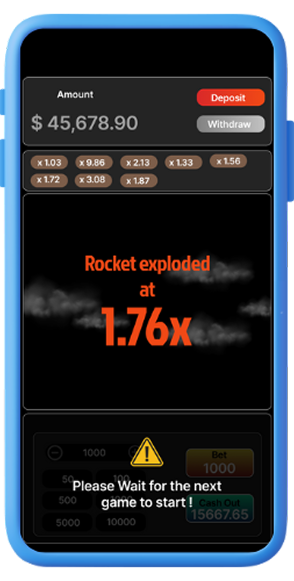 Amount
Deposit
$ 45,678.90
Withdraw
x 1.03 x 9.86 x 2.13 x 1.33 x 1.56
x 1.72 x 3.08 x 1.87
Rocket exploded
at
1.76x
1000
Bet
1000
50 100
Please Wait for the next
game to start !
500
Cash Out
15667.65
5000 10000